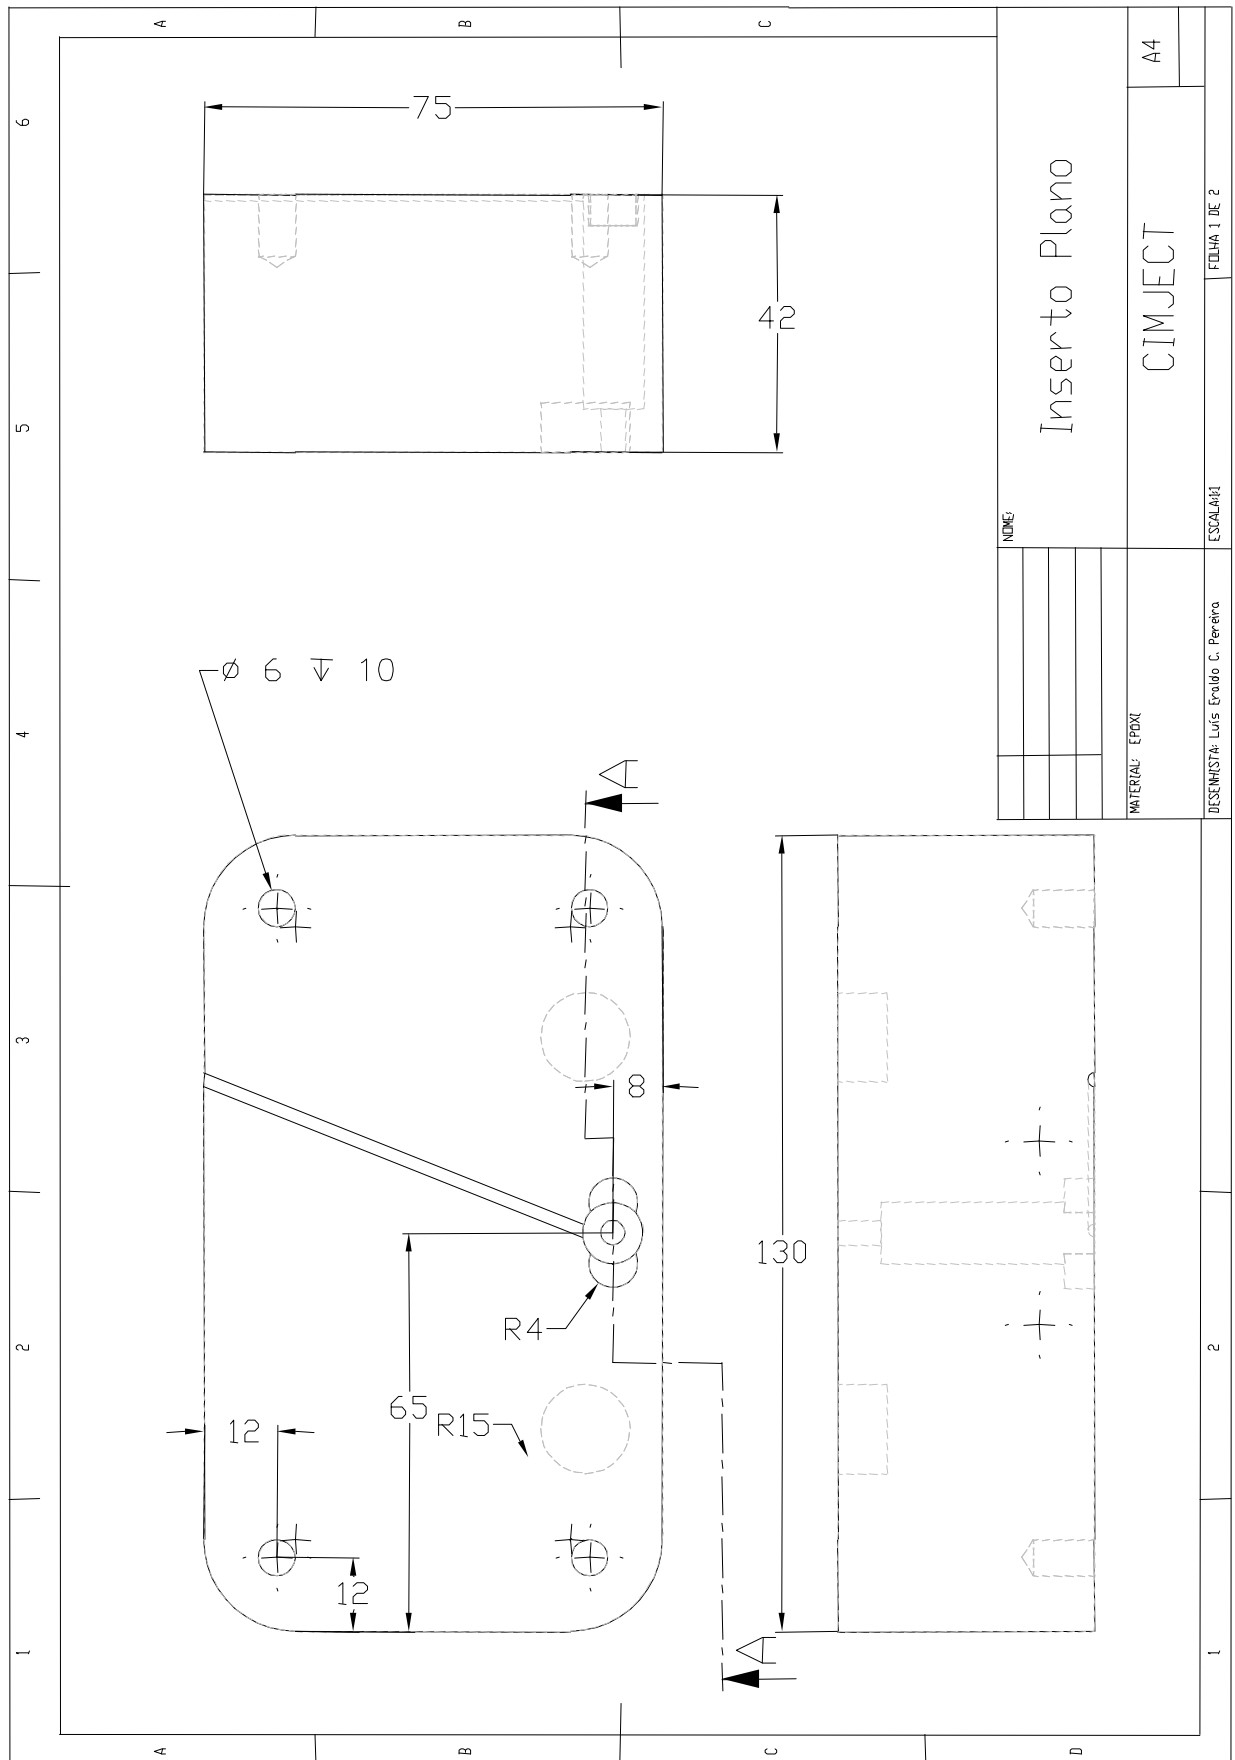 A
B
C
6
5
4
3
2
1
75
42
Ø 6 ↧ 10
A
8
R4
65
R15
12
12
130
A
NOME:
Inserto Plano
A4
CIMJECT
MATERIAL: EPOXI
DESENHISTA: Luís Eraldo C. Pereira
ESCALA:1:1
FOLHA 1 DE 2
2
1
A
B
C
D